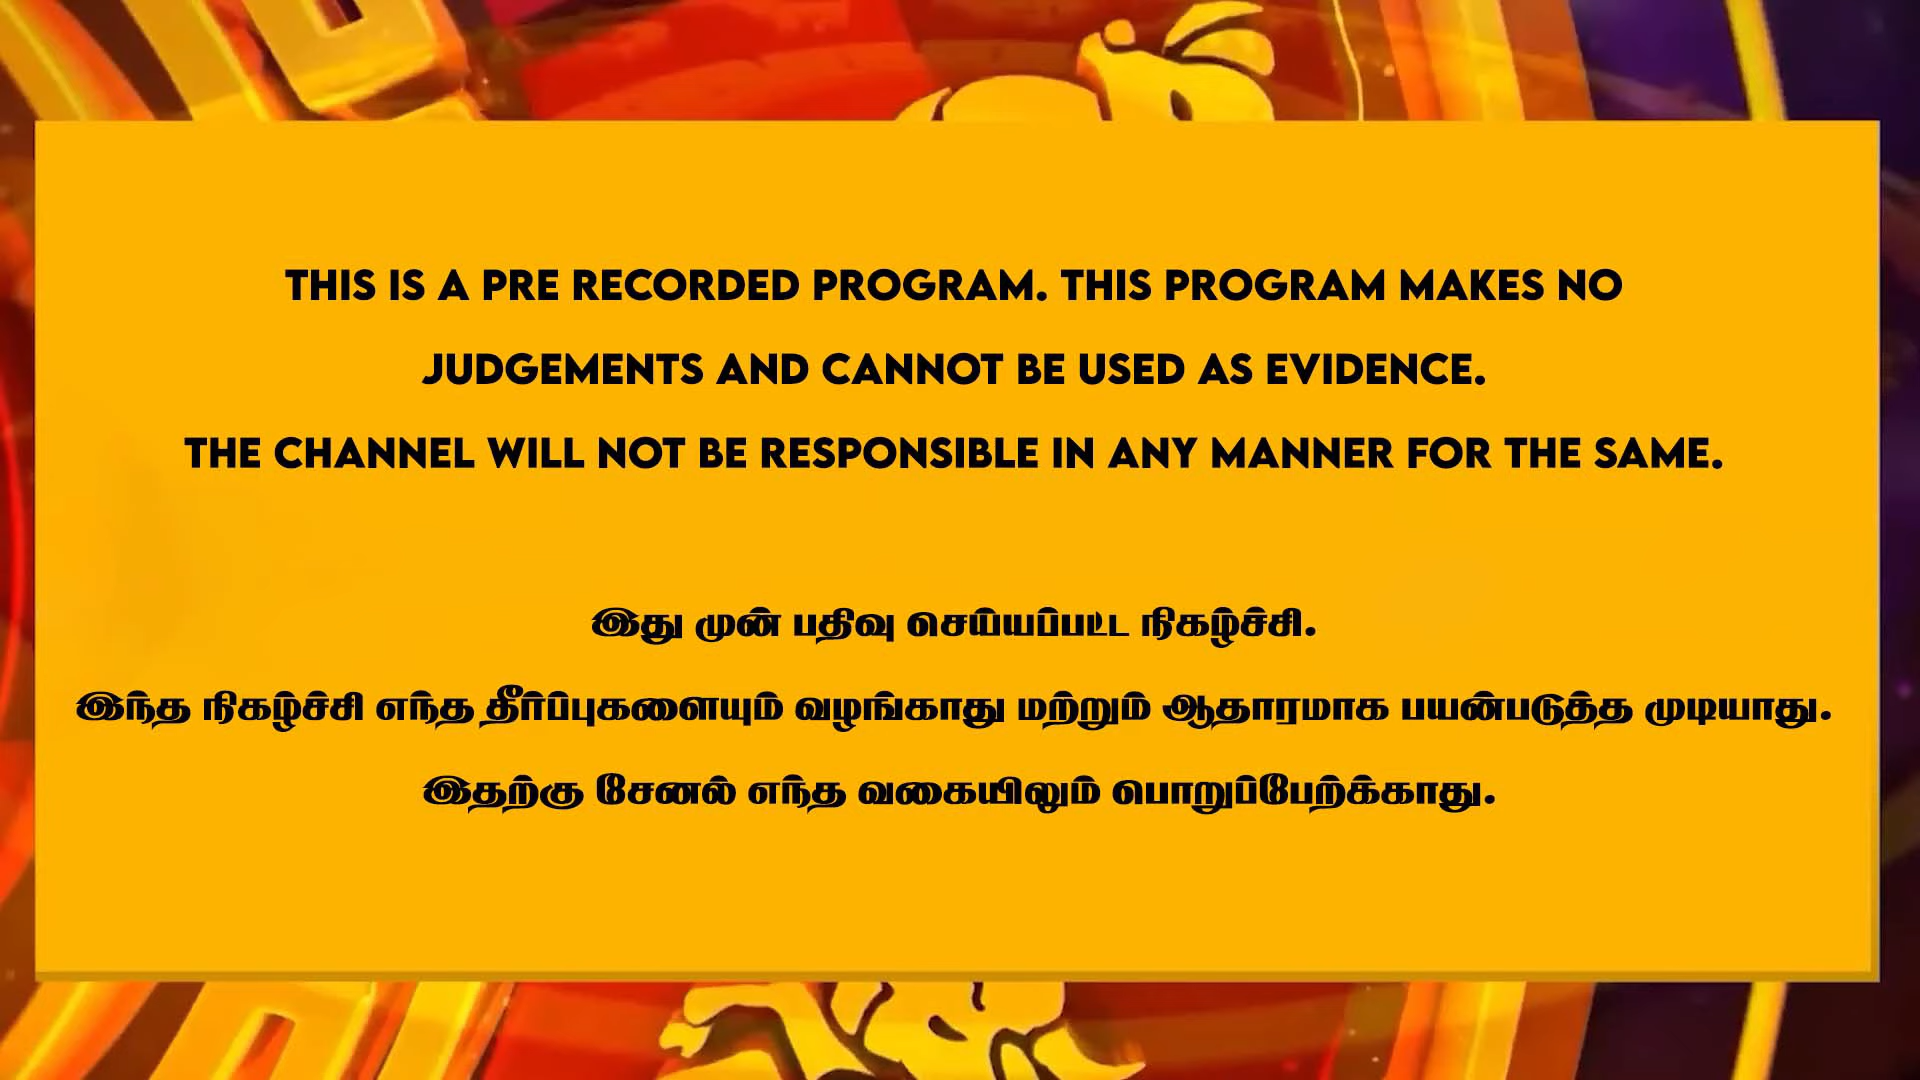 THIS IS A PRE RECORDED PROGRAM. THIS PROGRAM MAKES NO
JUDGEMENTS AND CANNOT BE USED AS EVIDENCE.
THE CHANNEL WILL NOT BE RESPONSIBLE IN ANY MANNER FOR THE SAME.
இது முன் பதிவு செய்யப்பட்ட நிகழ்ச்சி.
இந்த நிகழ்ச்சி எந்த தீர்ப்புகளையும் வழங்காது மற்றும் ஆதாரமாக பயன்படுத்த முடியாது.
இதற்கு சேனல் எந்த வகையிலும் பொறுப்பேற்க்காது.